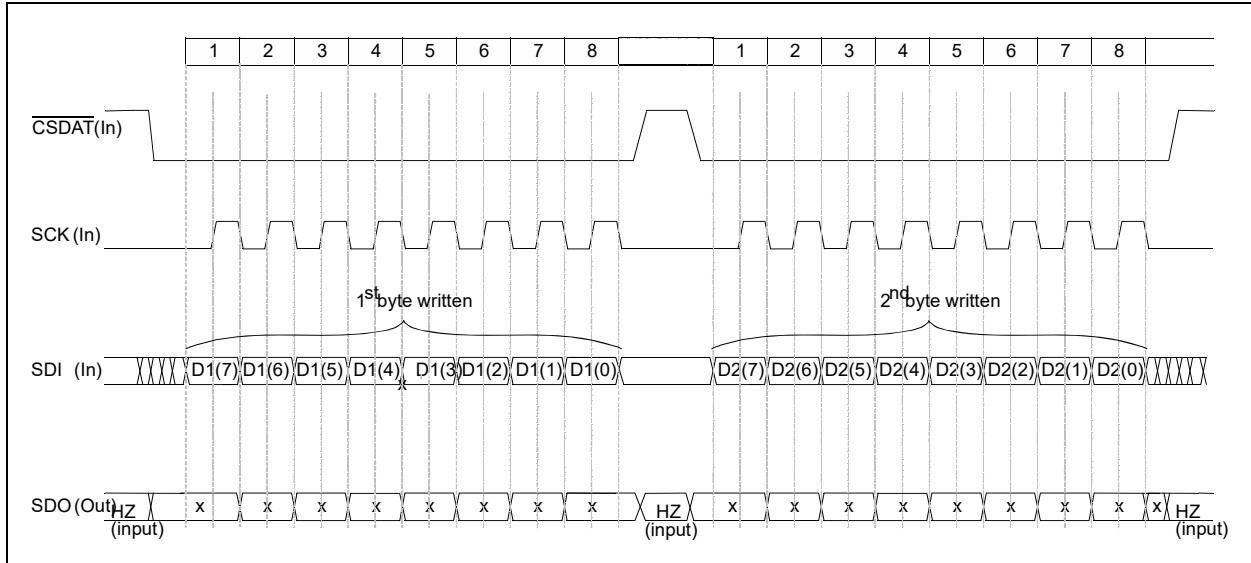 1 2 3 4 5 6 7 8 1 2 3 4 5 6 7 8
CSDAT (In)
SCK (In)
1st byte written 2nd byte written
SDI (In) D1(7) D1(6) D1(5) D1(4) D1(3) D1(2) D1(1) D1(0) D2(7) D2(6) D2(5) D2(4) D2(3) D2(2) D2(1) D2(0)
x
SDO (Out) x x x x x x x x x x x x x x x x x
HZ HZ HZ
(input) (input) (input)